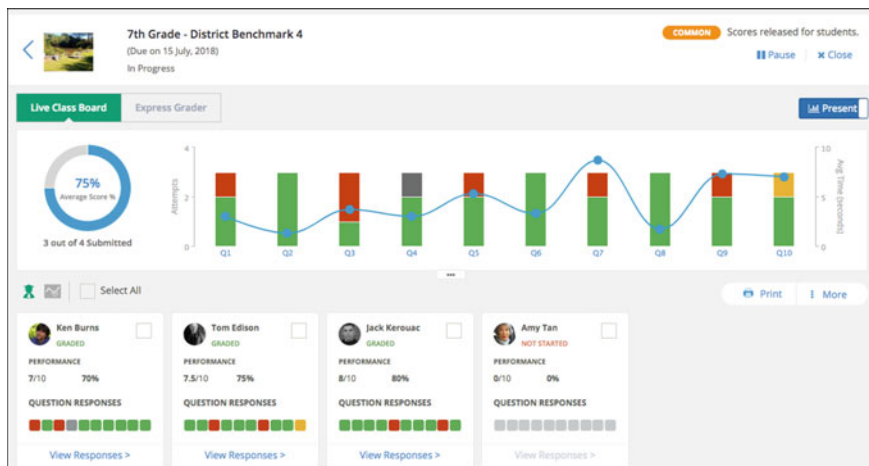 7th Grade - District Benchmark 4
(Due on 15 July, 2018)
In Progress
COMMON Scores released for students.
Pause Close
Live Class Board Express Grader
Present
75%
Average Score %
3 out of 4 Submitted
Attempts
4
2
0
Q1 Q2 Q3 Q4 Q5 Q6 Q7 Q8 Q9 Q10
10
5
0
Avg Time (seconds)
Select All
Print More
Ken Burns
GRADED
PERFORMANCE
7/10 70%
QUESTION RESPONSES
View Responses >
Tom Edison
GRADED
PERFORMANCE
7.5/10 75%
QUESTION RESPONSES
View Responses >
Jack Kerouac
GRADED
PERFORMANCE
8/10 80%
QUESTION RESPONSES
View Responses >
Amy Tan
NOT STARTED
PERFORMANCE
0/10 0%
QUESTION RESPONSES
View Responses >